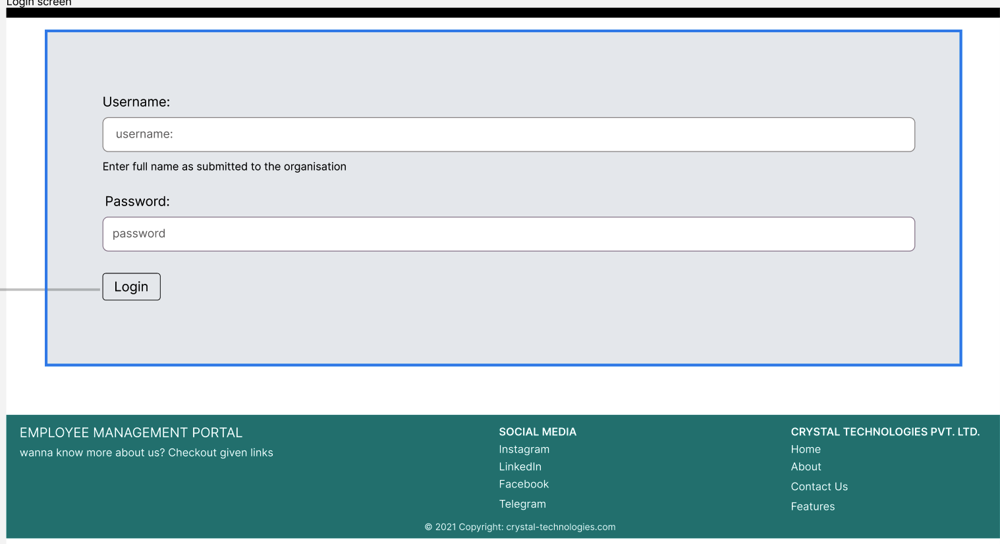 Login screen
Username:
username:
Enter full name as submitted to the organisation
Password:
password
Login
EMPLOYEE MANAGEMENT PORTAL
wanna know more about us? Checkout given links
SOCIAL MEDIA
Instagram
LinkedIn
Facebook
Telegram
CRYSTAL TECHNOLOGIES PVT. LTD.
Home
About
Contact Us
Features
© 2021 Copyright: crystal-technologies.com